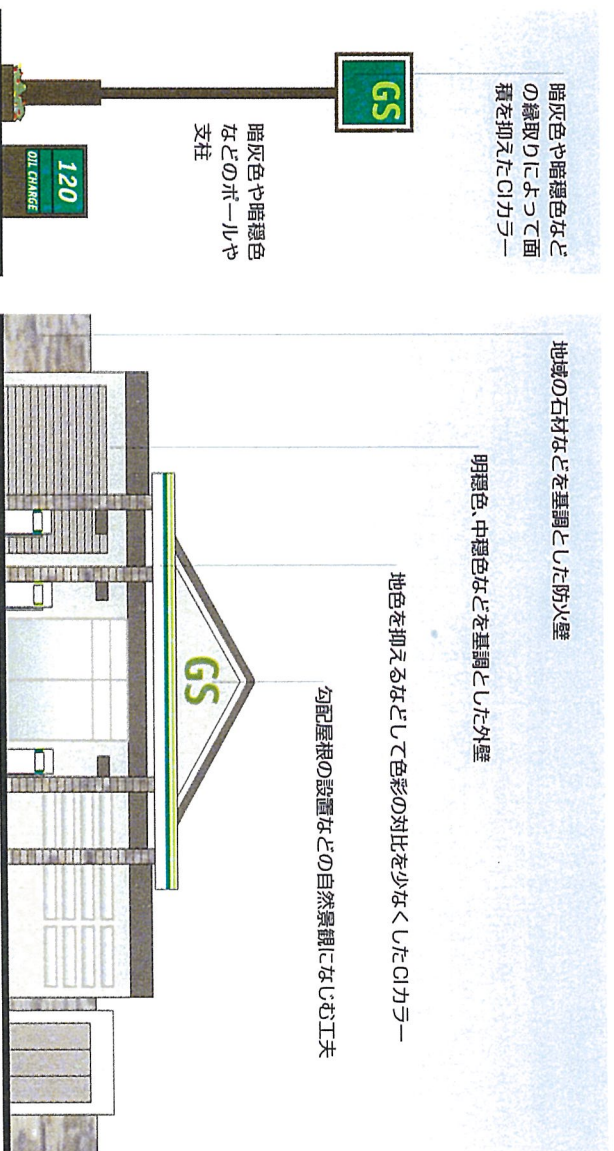 暗灰色や暗穏色など
の縁取りによって面
積を抑えたCIカラー
GS
暗灰色や暗穏色
などのポールや
支柱
120
OIL CHARGE
地域の石材などを基調とした防火壁
明穏色、中穏色などを基調とした外壁
地色を抑えるなどして色彩の対比を少なくしたCIカラー
勾配屋根の設置などの自然景観になじむ工夫
GS